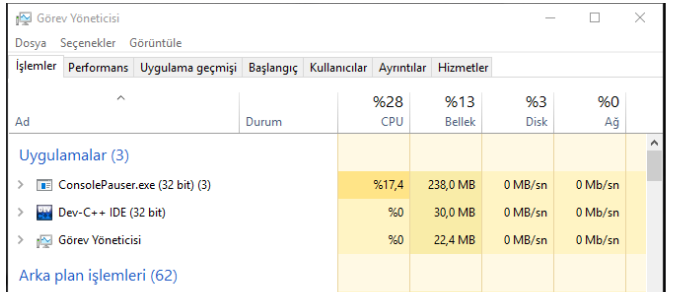 Görev Yöneticisi
Dosya Seçenekler Görüntüle
İşlemler Performans Uygulama geçmişi Başlangıç Kullanıcılar Ayrıntılar Hizmetler
%28 %13 %3 %0
Ad Durum CPU Bellek Disk Ağ
Uygulamalar (3)
ConsolePauser.exe (32 bit) (3) %17,4 238,0 MB 0 MB/sn 0 Mb/sn
Dev-C++ IDE (32 bit) %0 30,0 MB 0 MB/sn 0 Mb/sn
Görev Yöneticisi %0 22,4 MB 0 MB/sn 0 Mb/sn
Arka plan işlemleri (62)